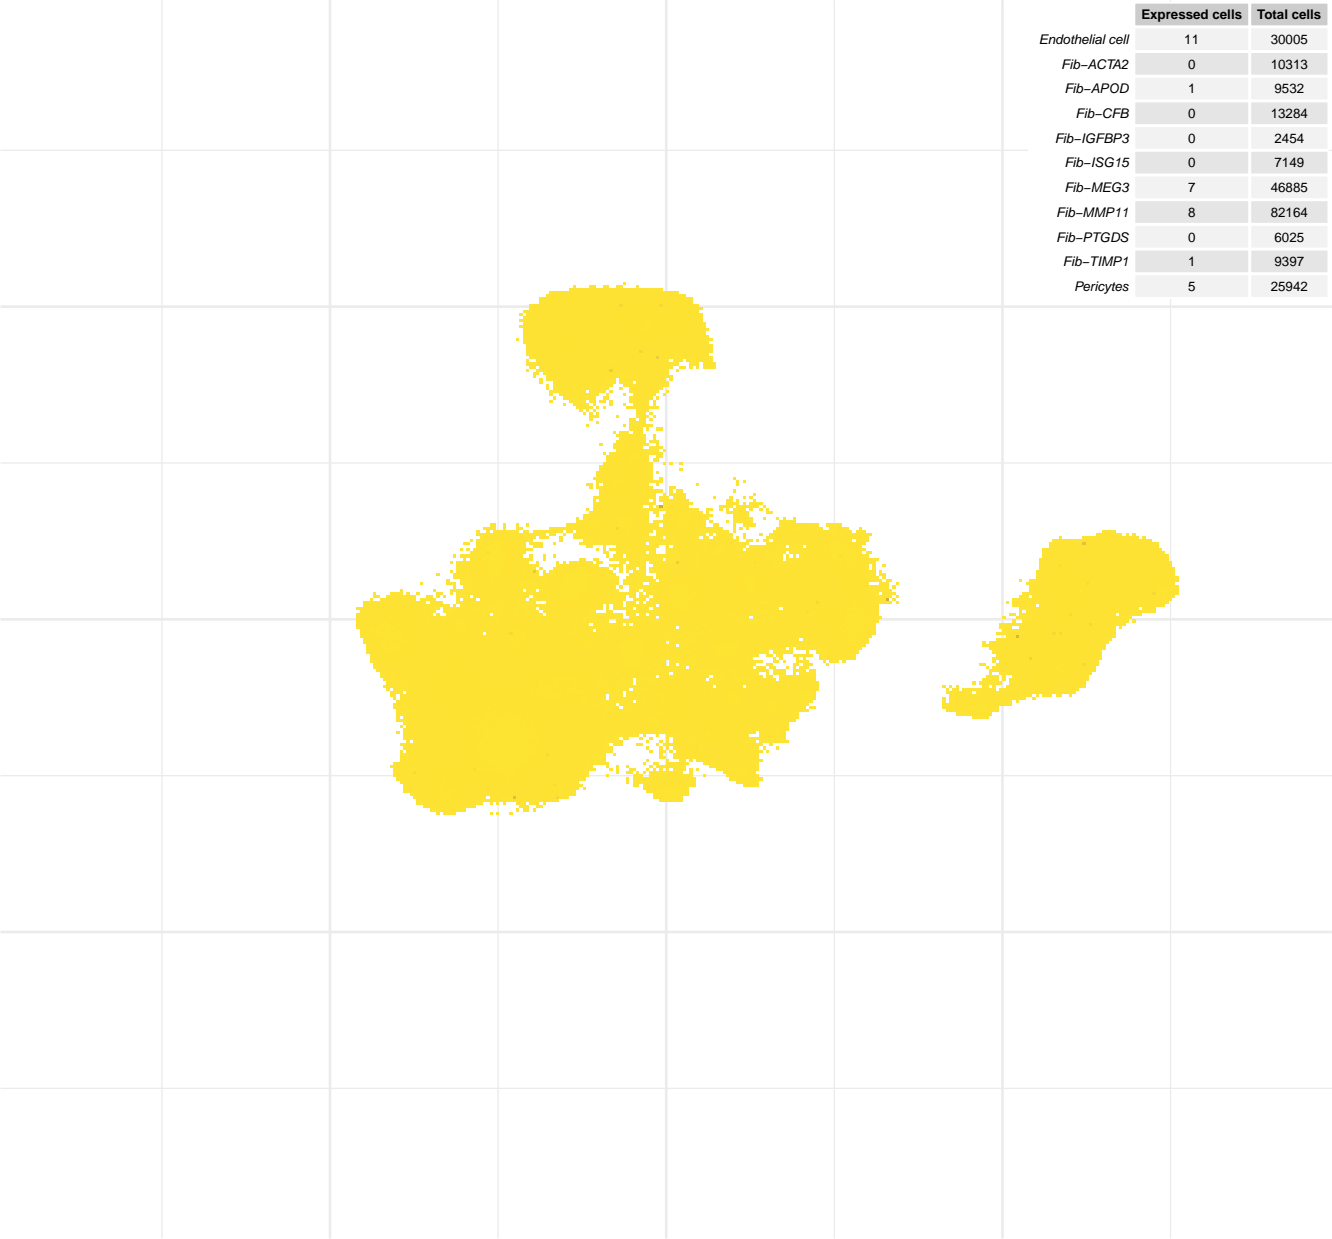 Expressed cells Total cells
Endothelial cell 11 30005
Fib−ACTA2 0 10313
Fib−APOD 1 9532
Fib−CFB 0 13284
Fib−IGFBP3 0 2454
Fib−ISG15 0 7149
Fib−MEG3 7 46885
Fib−MMP11 8 82164
Fib−PTGDS 0 6025
Fib−TIMP1 1 9397
Pericytes 5 25942